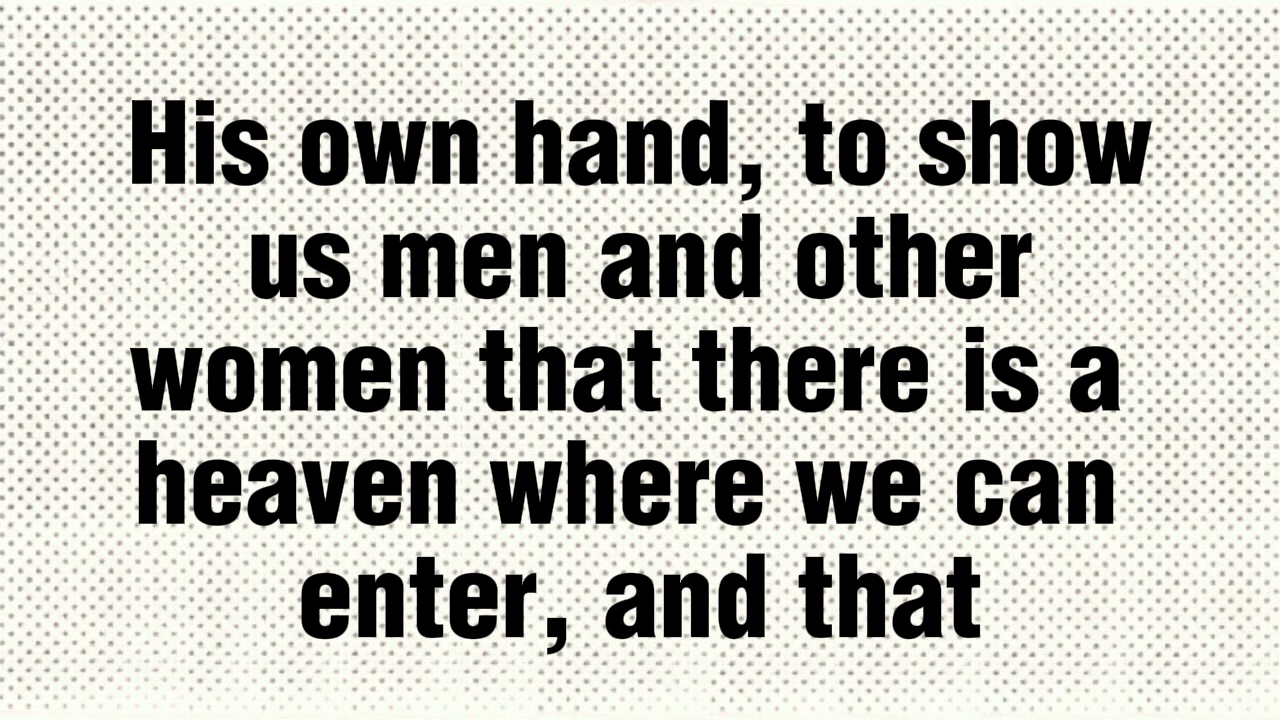 His own hand, to show
us men and other
women that there is a
heaven where we can
enter, and that